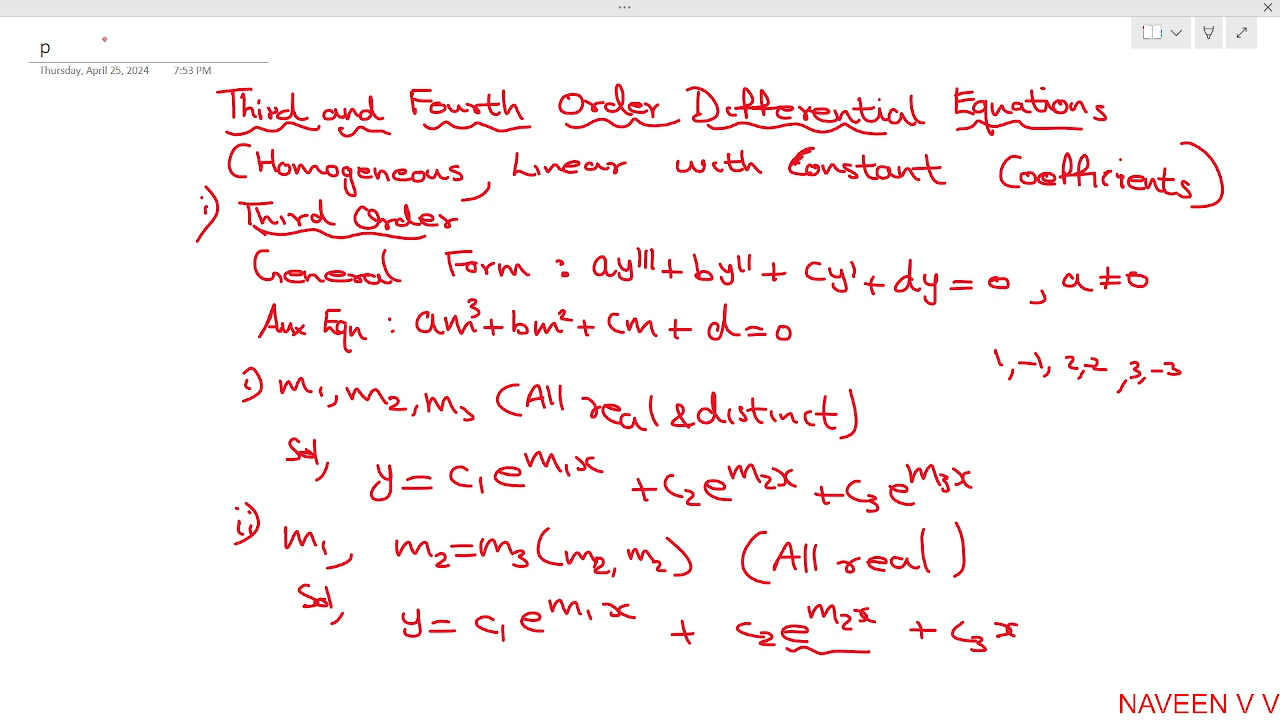 p
Thursday, April 25, 2024 7:53 PM
Third and Fourth Order Differential Equations
(Homogeneous, Linear with Constant Coefficients)
i) Third Order
General Form : ay''' + by'' + cy' + dy = 0 , a ≠ 0
Aux Eqn : am³ + bm² + cm + d = 0
1, -1, 2, -2, 3, -3
i) m₁, m₂, m₃ (All real & distinct)
Sol,
y = c₁e^{m₁x} + c₂e^{m₂x} + c₃e^{m₃x}
ii) m₁, m₂ = m₃ (m₂, m₂) (All real)
Sol,
y = c₁e^{m₁x} + c₂e^{m₂x} + c₃x
NAVEEN V V